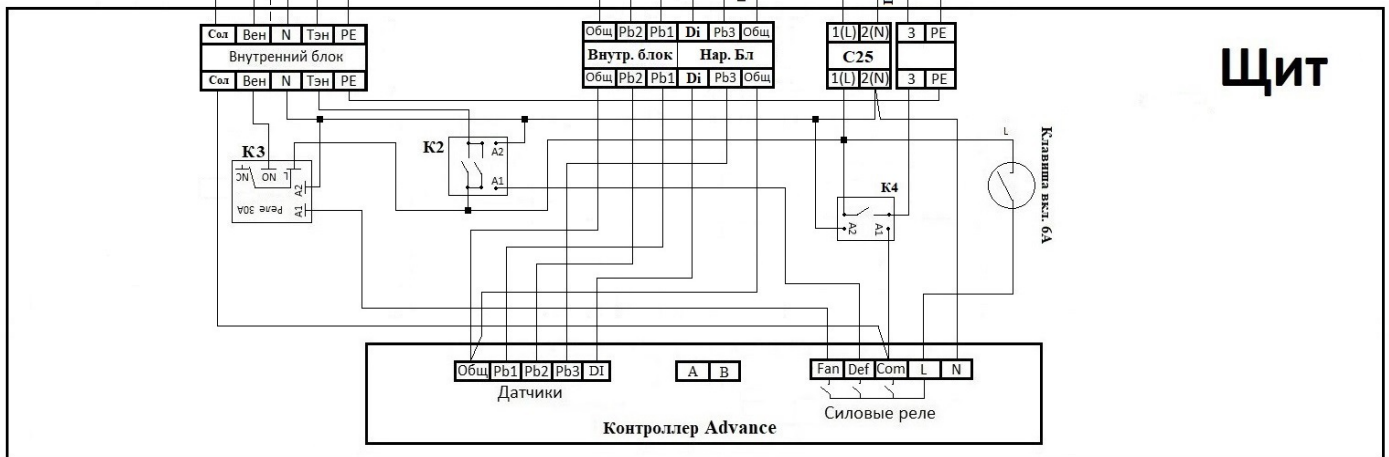 Сол Вен N Тэн PE
Внутренний блок
Сол Вен N Тэн PE
Общ Pb2 Pb1 Di Pb3 Общ
Внутр. блок Нар. Бл
Общ Pb2 Pb1 Di Pb3 Общ
1(L) 2(N) 3 PE
C25
1(L) 2(N) 3 PE
Щит
К3
NC NO L A2
Реле 30А A1
К2
A2
A1
L
К4
A2 A1
Клавиша вкл. 6А
Общ Pb1 Pb2 Pb3 DI
Датчики
A B
Fan Def Com L N
Силовые реле
Контроллер Advance